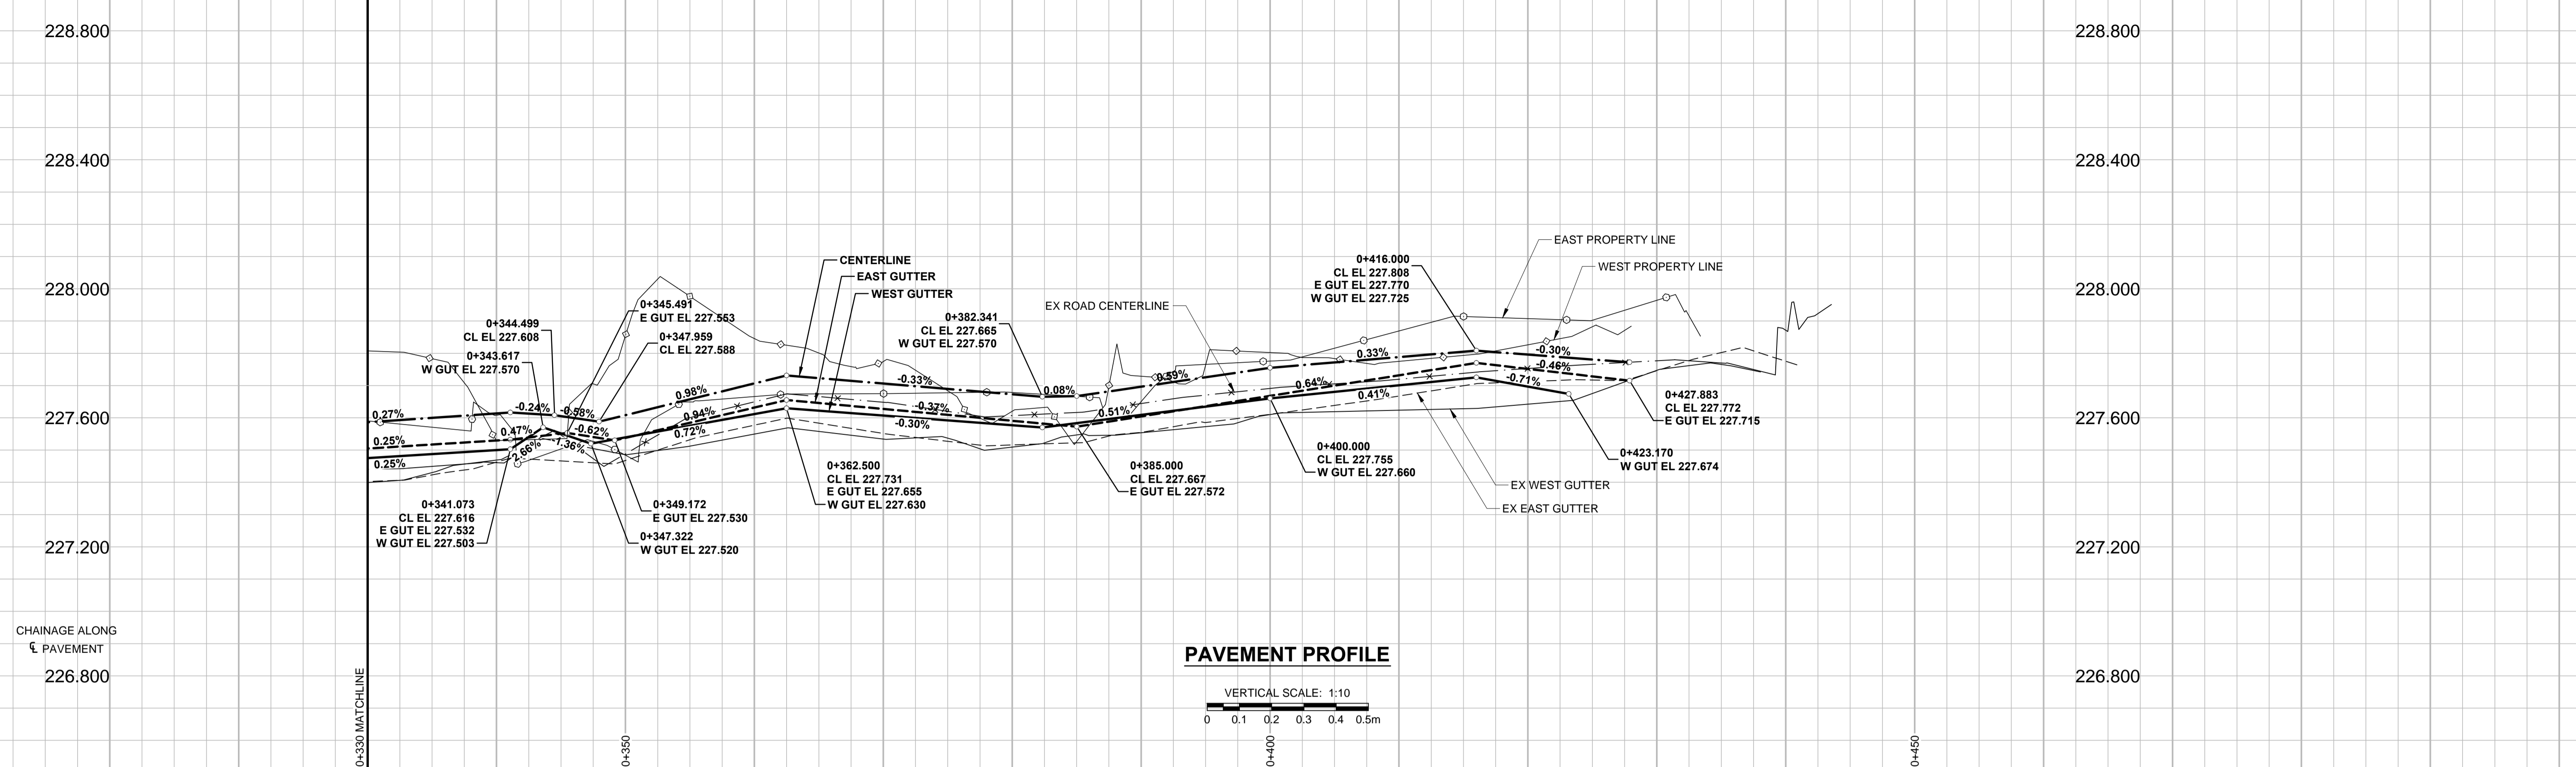 228.800
228.800
228.400
228.400
228.000
228.000
227.600
227.600
227.200
227.200
226.800
226.800
EAST PROPERTY LINE
WEST PROPERTY LINE
CENTERLINE
EAST GUTTER
WEST GUTTER
EX ROAD CENTERLINE
0+416.000
CL EL 227.808
E GUT EL 227.770
W GUT EL 227.725
0+345.491
E GUT EL 227.553
0+344.499
CL EL 227.608
0+347.959
CL EL 227.588
0+343.617
W GUT EL 227.570
0+382.341
CL EL 227.665
W GUT EL 227.570
0.27%
-0.24%
-0.58%
0.98%
-0.33%
0.08%
0.59%
0.33%
-0.30%
0.25%
0.47%
-0.62%
0.94%
-0.37%
0.51%
0.64%
-0.46%
0.25%
2.66%
-1.36%
0.72%
-0.30%
0.41%
-0.71%
0+341.073
CL EL 227.616
E GUT EL 227.532
W GUT EL 227.503
0+349.172
E GUT EL 227.530
0+347.322
W GUT EL 227.520
0+362.500
CL EL 227.731
E GUT EL 227.655
W GUT EL 227.630
0+385.000
CL EL 227.667
E GUT EL 227.572
0+400.000
CL EL 227.755
W GUT EL 227.660
0+427.883
CL EL 227.772
E GUT EL 227.715
0+423.170
W GUT EL 227.674
EX WEST GUTTER
EX EAST GUTTER
CHAINAGE ALONG
℄ PAVEMENT
0+330 MATCHLINE
PAVEMENT PROFILE
VERTICAL SCALE: 1:10
0 0.1 0.2 0.3 0.4 0.5m
0+350
0+400
0+450